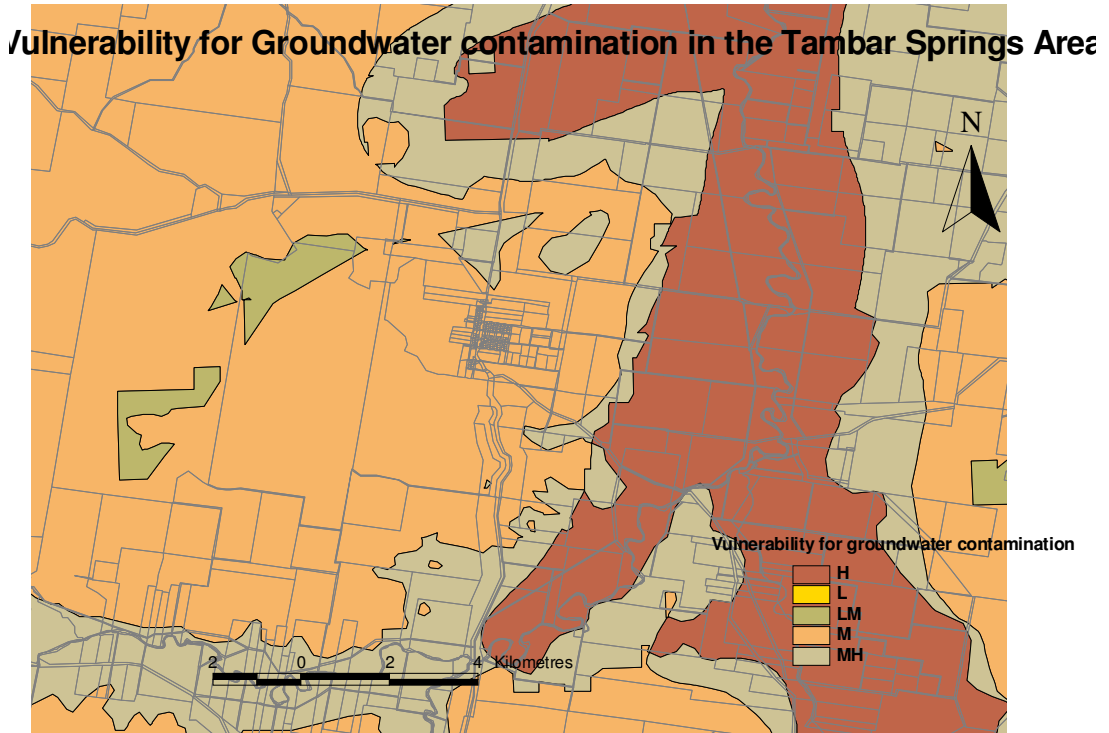 Vulnerability for Groundwater contamination in the Tambar Springs Area
N
Vulnerability for groundwater contamination
H
L
LM
M
MH
2 0 2 4 Kilometres